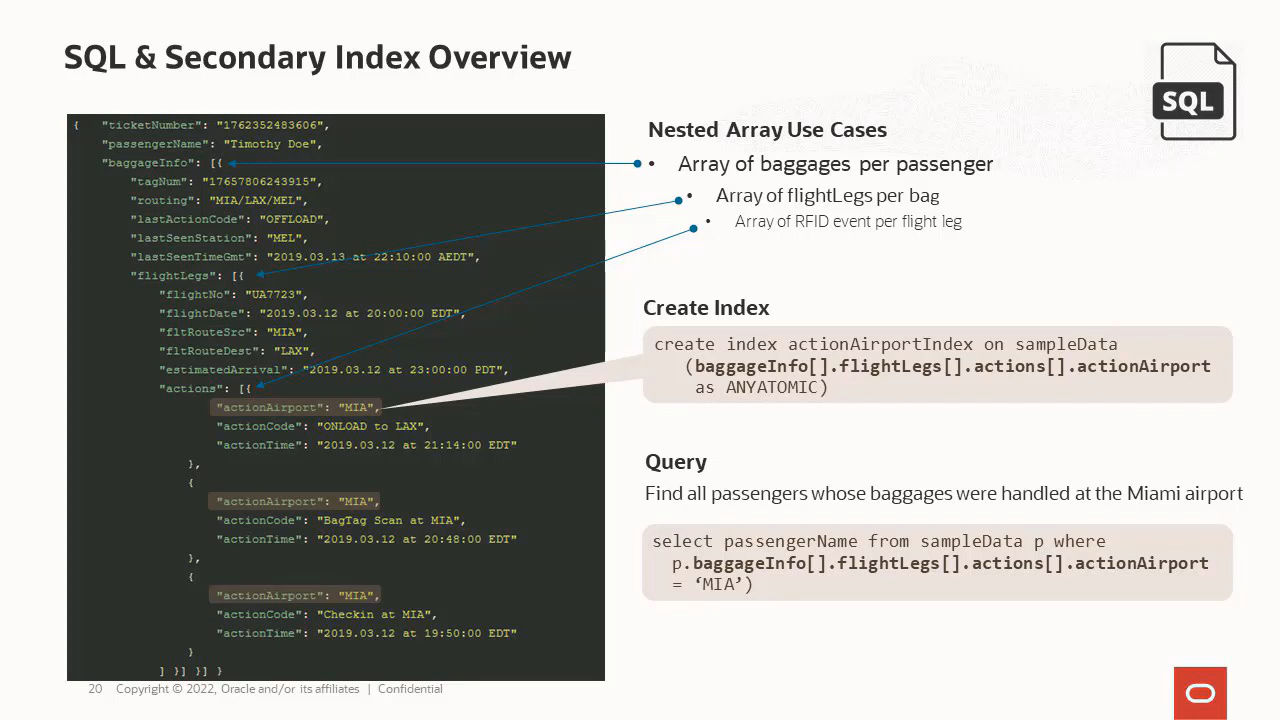 SQL & Secondary Index Overview
SQL
{   "ticketNumber": "1762352483606",
"passengerName": "Timothy Doe",
"baggageInfo": [{
"tagNum": "17657806243915",
"routing": "MIA/LAX/MEL",
"lastActionCode": "OFFLOAD",
"lastSeenStation": "MEL",
"lastSeenTimeGmt": "2019.03.13 at 22:10:00 AEDT",
"flightLegs": [{
"flightNo": "UA7723",
"flightDate": "2019.03.12 at 20:00:00 EDT",
"fltRouteSrc": "MIA",
"fltRouteDest": "LAX",
"estimatedArrival": "2019.03.12 at 23:00:00 PDT",
"actions": [{
"actionAirport": "MIA",
"actionCode": "ONLOAD to LAX",
"actionTime": "2019.03.12 at 21:14:00 EDT"
},
{
"actionAirport": "MIA",
"actionCode": "BagTag Scan at MIA",
"actionTime": "2019.03.12 at 20:48:00 EDT"
},
{
"actionAirport": "MIA",
"actionCode": "Checkin at MIA",
"actionTime": "2019.03.12 at 19:50:00 EDT"
}
] }] }] }
Nested Array Use Cases
• Array of baggages per passenger
• Array of flightLegs per bag
• Array of RFID event per flight leg
Create Index
create index actionAirportIndex on sampleData
(baggageInfo[].flightLegs[].actions[].actionAirport
as ANYATOMIC)
Query
Find all passengers whose baggages were handled at the Miami airport
select passengerName from sampleData p where
p.baggageInfo[].flightLegs[].actions[].actionAirport
= ‘MIA’)
20 Copyright © 2022, Oracle and/or its affiliates | Confidential